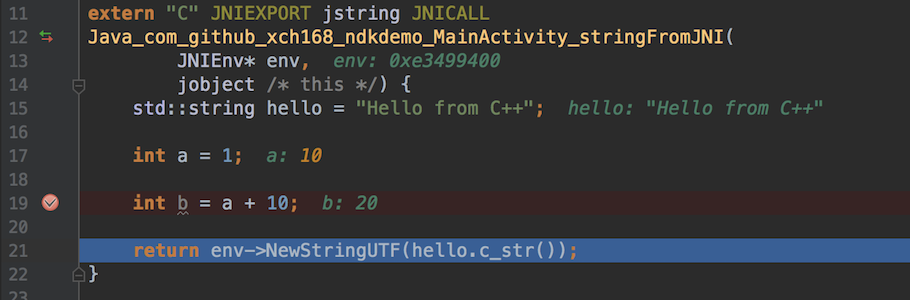 11 extern "C" JNIEXPORT jstring JNICALL
12 Java_com_github_xch168_ndkdemo_MainActivity_stringFromJNI(
13 JNIEnv* env, env: 0xe3499400
14 jobject /* this */) {
15 std::string hello = "Hello from C++"; hello: "Hello from C++"
16
17 int a = 1; a: 10
18
19 int b = a + 10; b: 20
20
21 return env->NewStringUTF(hello.c_str());
22 }
23